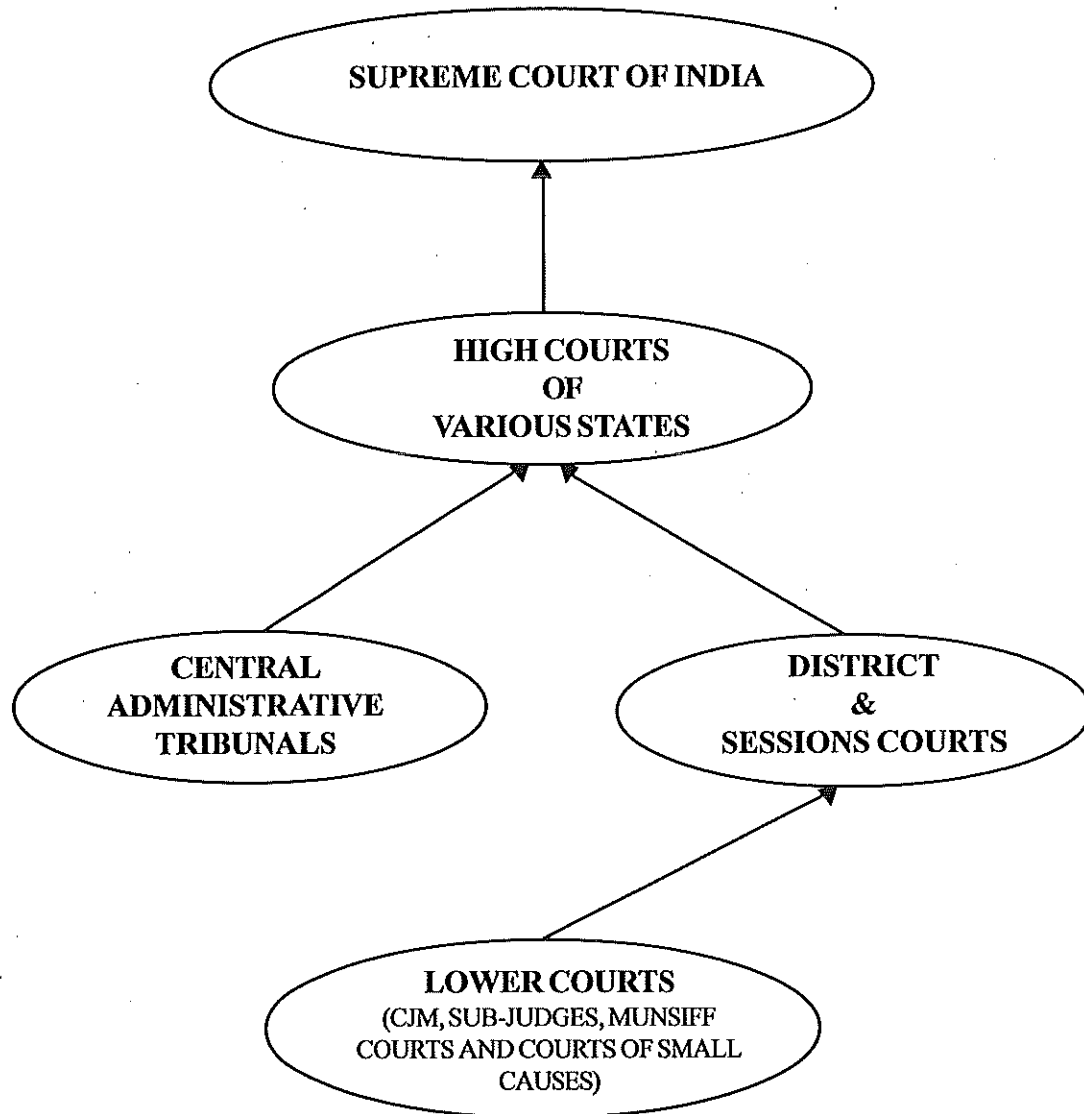 SUPREME COURT OF INDIA
HIGH COURTS
OF
VARIOUS STATES
CENTRAL
ADMINISTRATIVE
TRIBUNALS
DISTRICT
&
SESSIONS COURTS
LOWER COURTS
(CJM, SUB-JUDGES, MUNSIFF
COURTS AND COURTS OF SMALL
CAUSES)